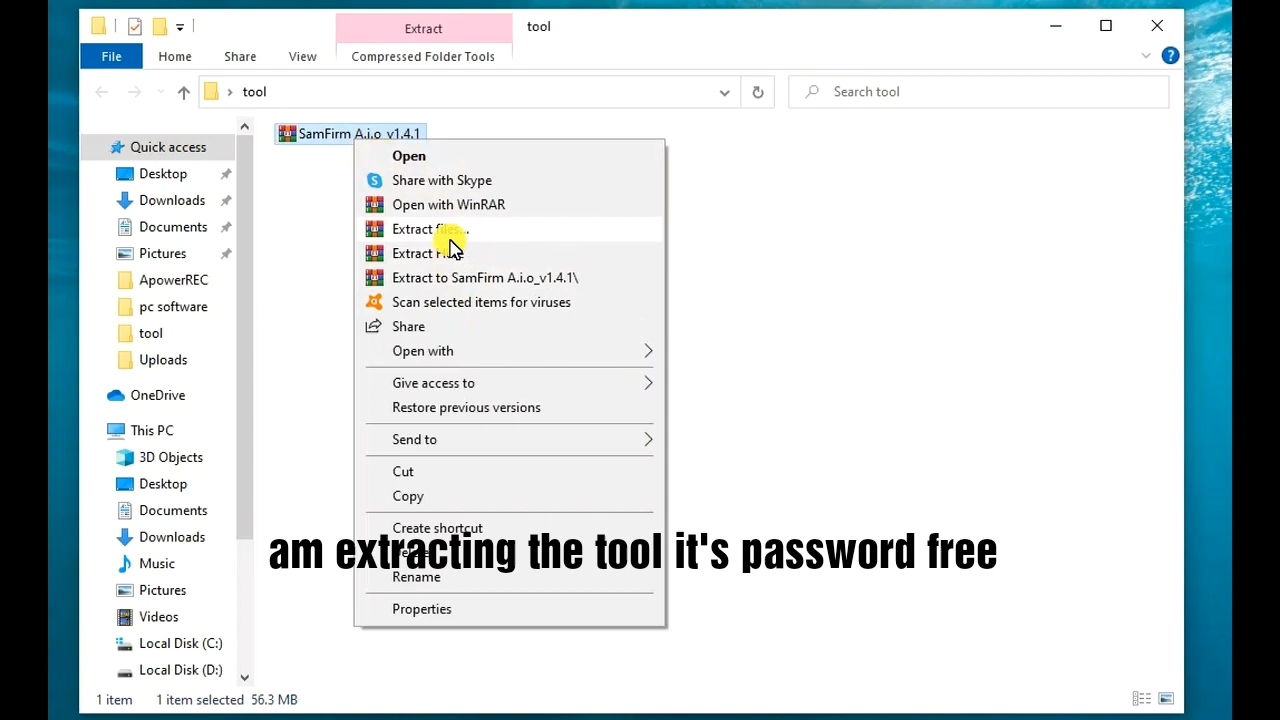 Extract
tool
File
Home
Share
View
Compressed Folder Tools
tool
Search tool
Quick access
Desktop
Downloads
Documents
Pictures
ApowerREC
pc software
tool
Uploads
OneDrive
This PC
3D Objects
Desktop
Documents
Downloads
Music
Pictures
Videos
Local Disk (C:)
Local Disk (D:)
SamFirm A.i.o_v1.4.1
Open
Share with Skype
Open with WinRAR
Extract files...
Extract
Extract to SamFirm A.i.o_v1.4.1\
Scan selected items for viruses
Share
Open with
Give access to
Restore previous versions
Send to
Cut
Copy
Create shortcut
Rename
Properties
am extracting the tool it's password free
1 item
1 item selected 56.3 MB